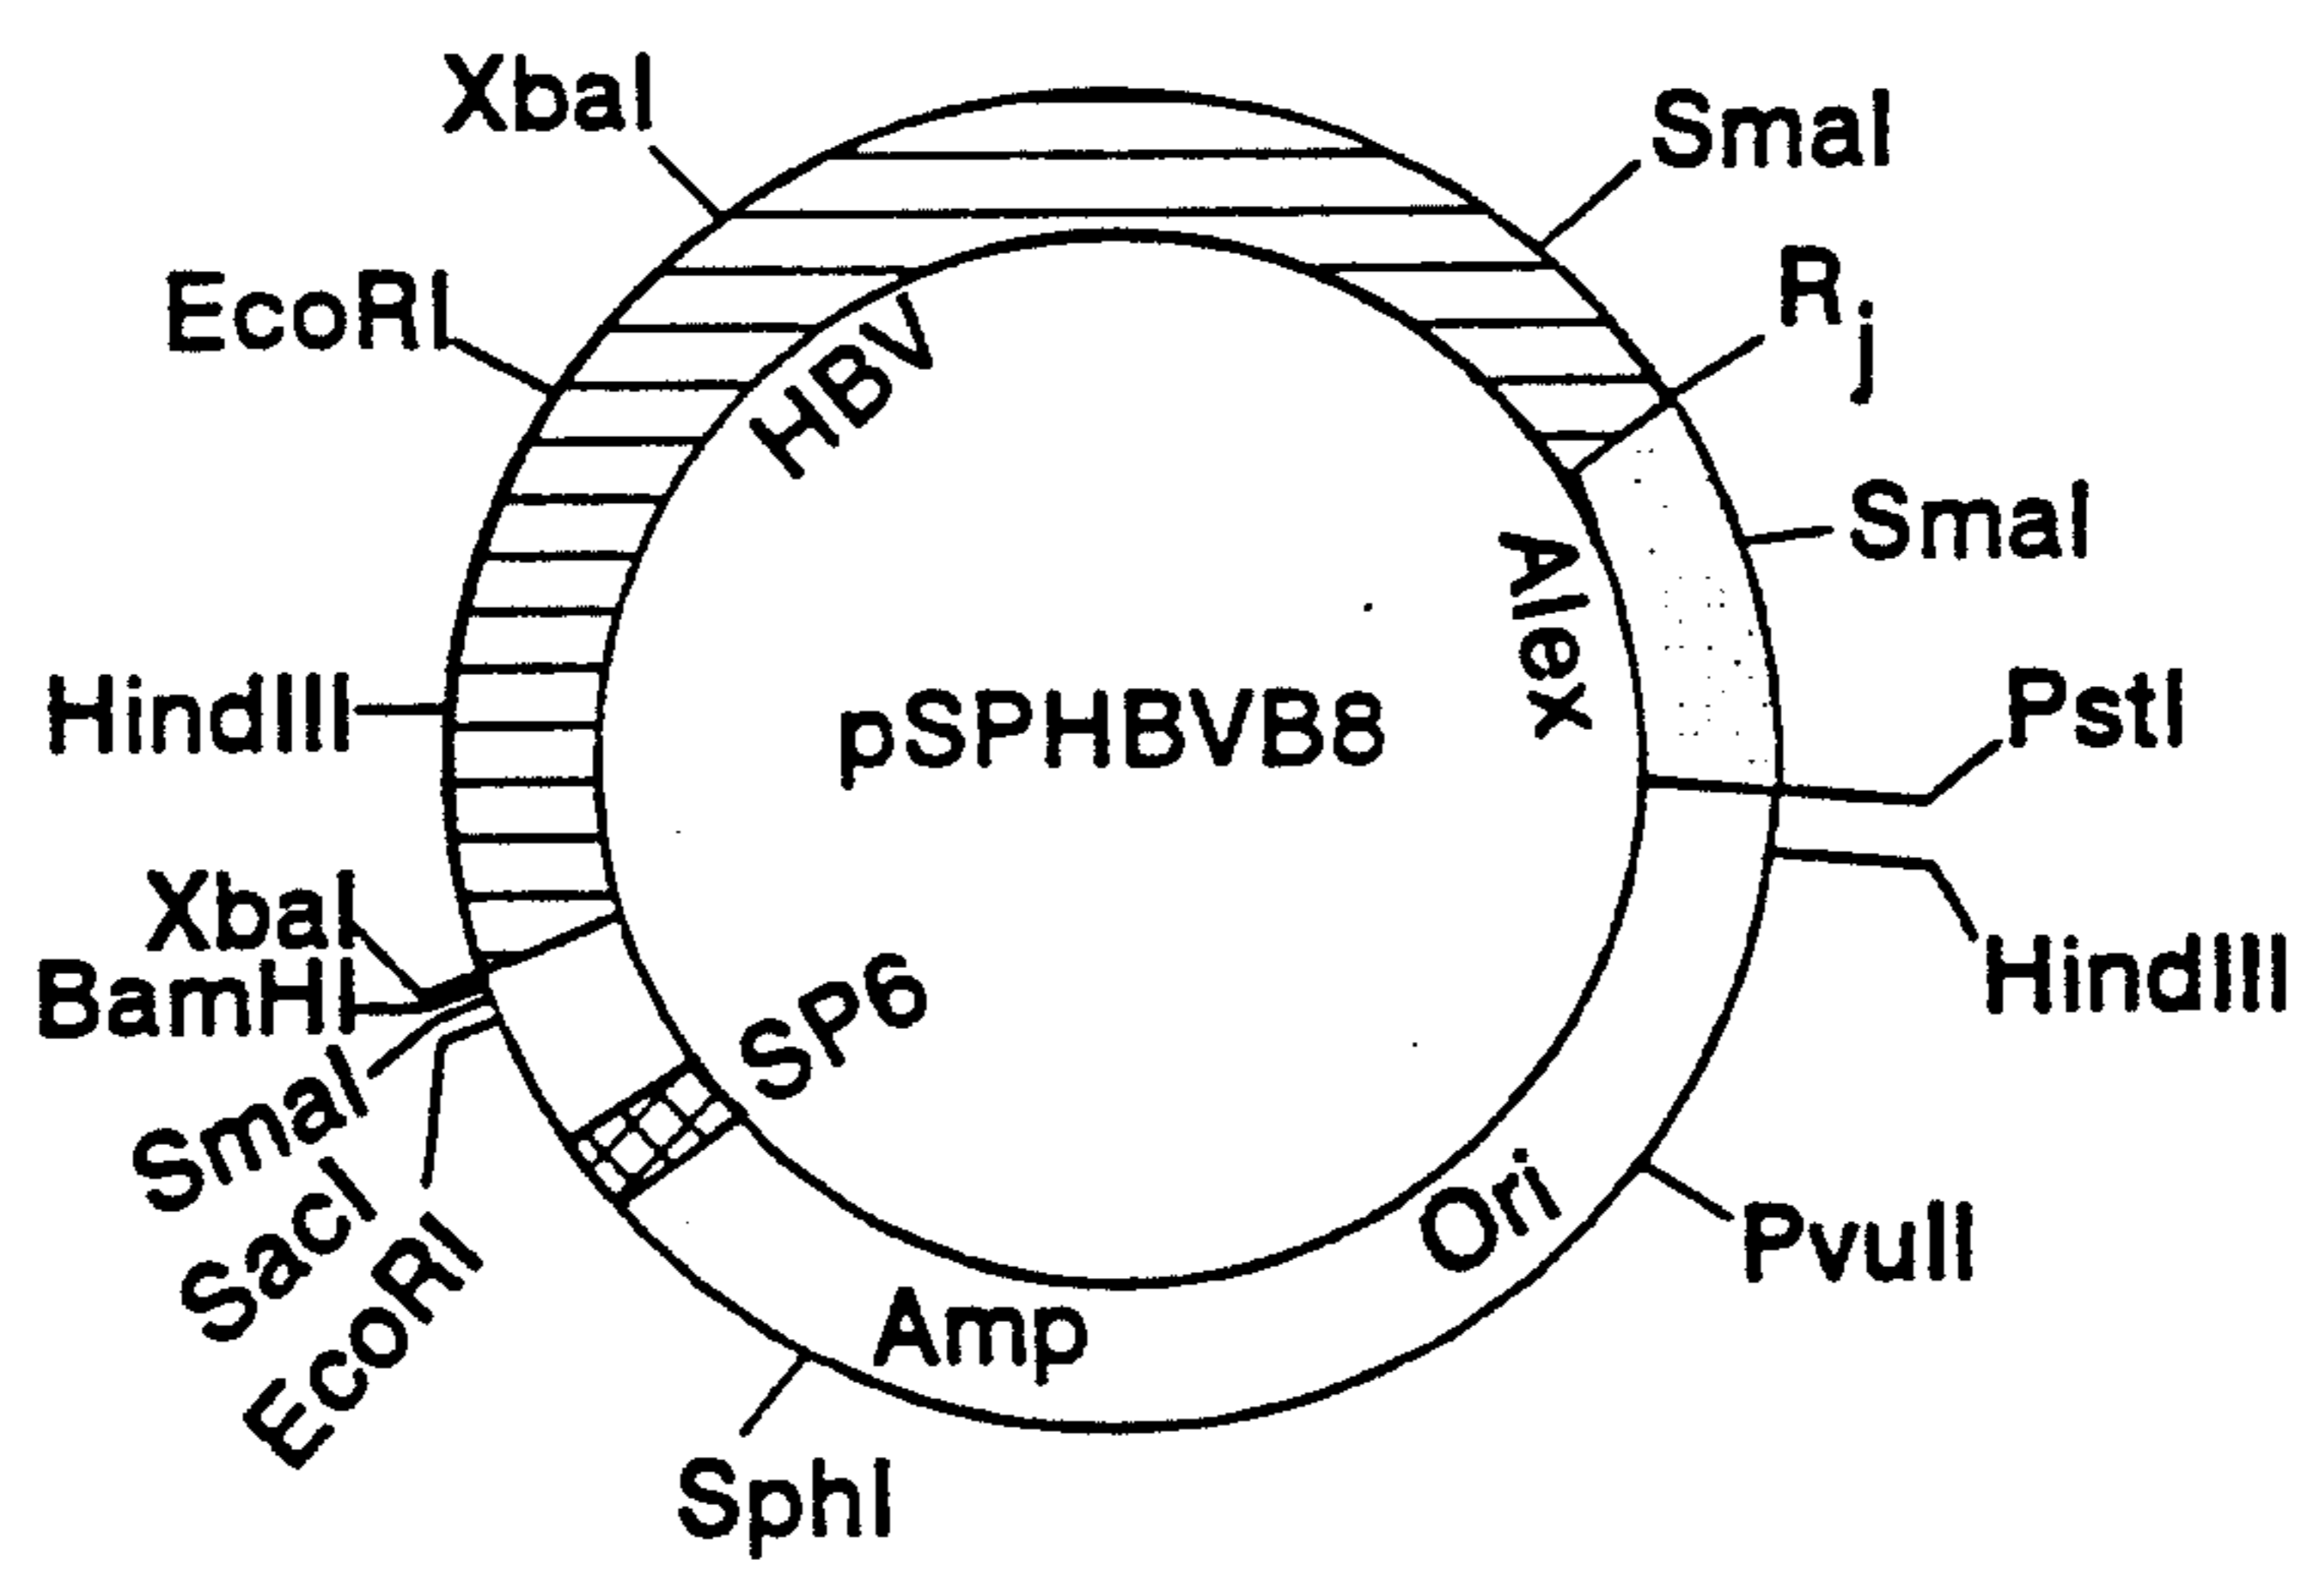 XbaI
SmaI
Rj
EcoRI
HBV
SmaI
Alex
HindIII
pSPHBVB8
PstI
XbaI
BamHI
HindIII
SP6
SmaI
SacI
Ori
PvuII
EcoRI
Amp
SphI